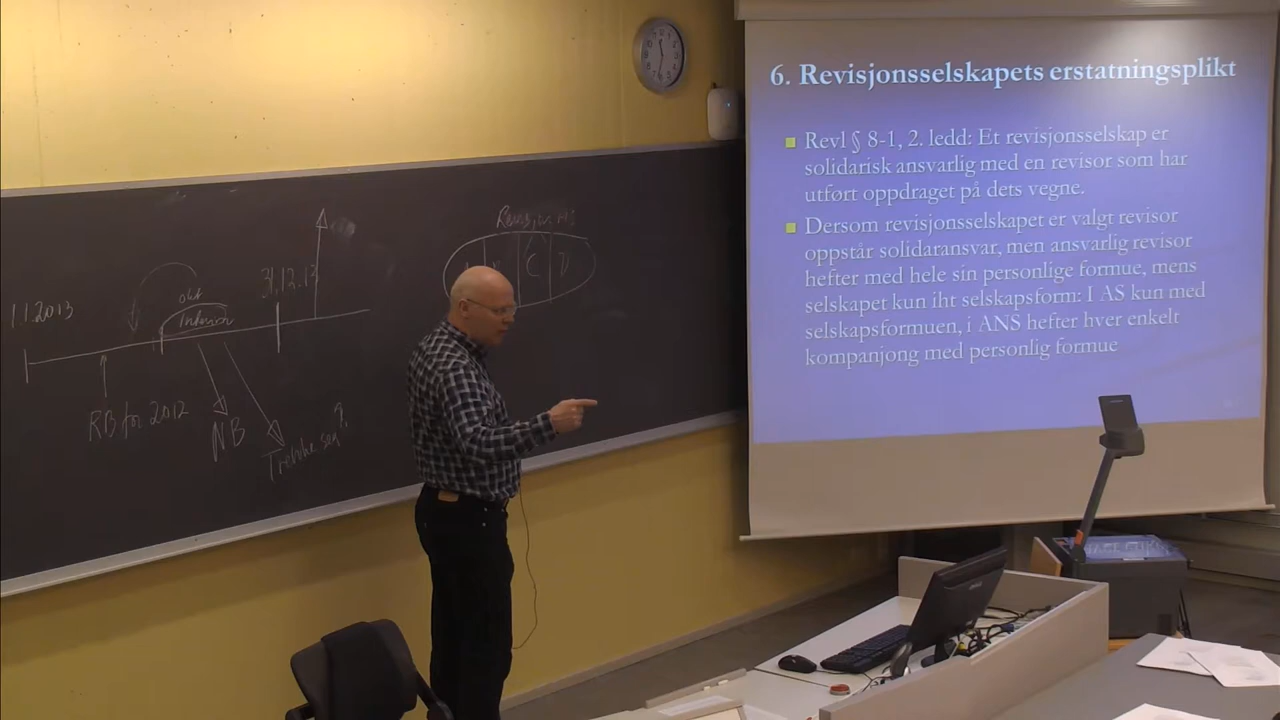 6. Revisjonsselskapets erstatningsplikt
Revl § 8-1, 2. ledd: Et revisjonsselskap er
solidarisk ansvarlig med en revisor som har
utført oppdraget på dets vegne.
Dersom revisjonsselskapet er valgt revisor
oppstår solidaransvar, men ansvarlig revisor
hefter med hele sin personlige formue, mens
selskapet kun iht selskapsform: I AS kun med
selskapsformuen, i ANS hefter hver enkelt
kompanjong med personlig formue
1.1.2013
okt
Interim
31.12.13
RB for 2012
NB
C D